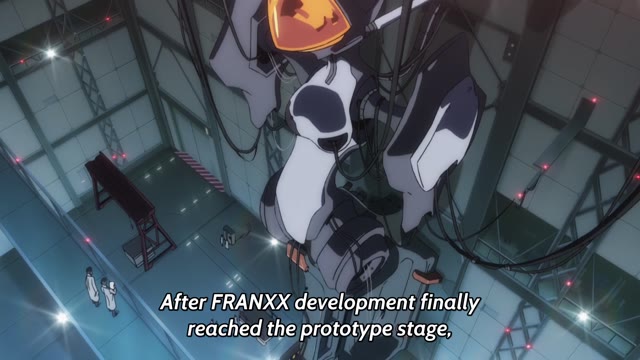 After FRANXX development finally
reached the prototype stage,